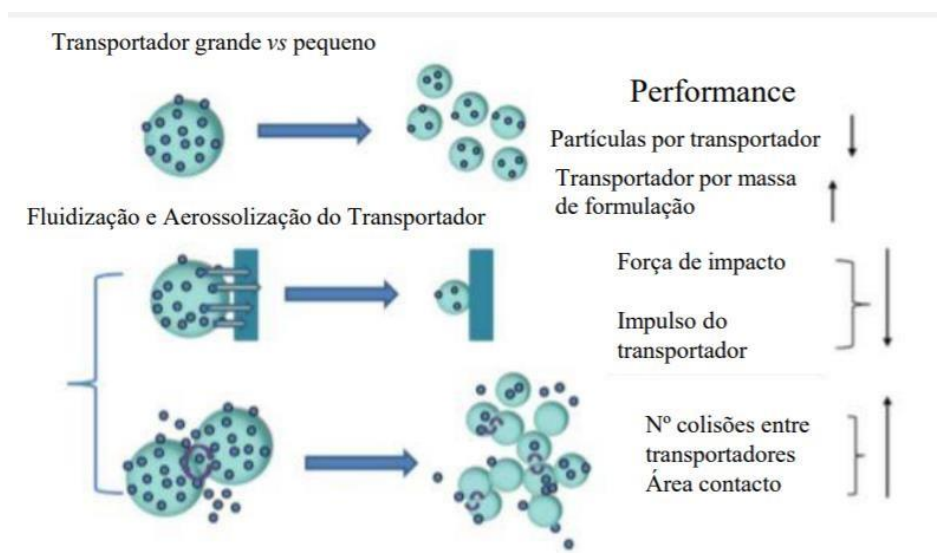 Transportador grande vs pequeno
Performance
Partículas por transportador
Transportador por massa
de formulação
Fluidização e Aerossolização do Transportador
Força de impacto
Impulso do
transportador
Nº colisões entre
transportadores
Área contacto